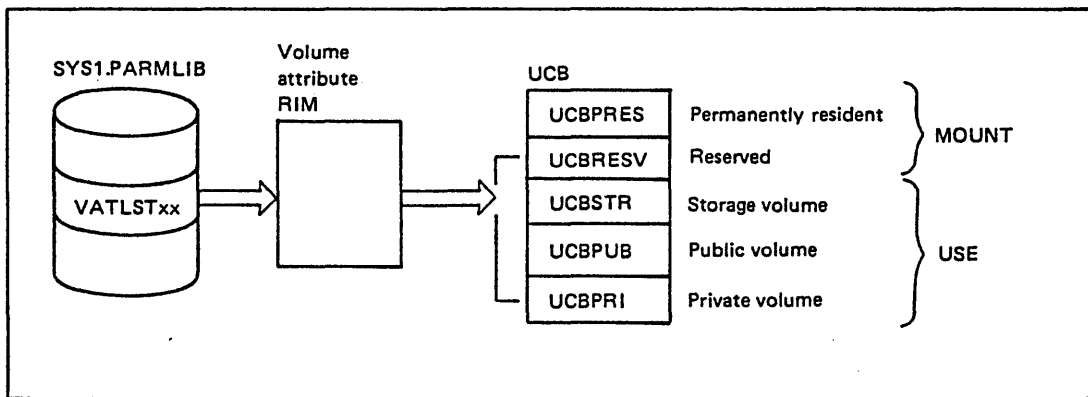 SYS1.PARMLIB
VATLSTxx
Volume
attribute
RIM
UCB
UCBPRES Permanently resident
UCBRESV Reserved
MOUNT
UCBSTR Storage volume
UCBPUB Public volume
UCBPRI Private volume
USE